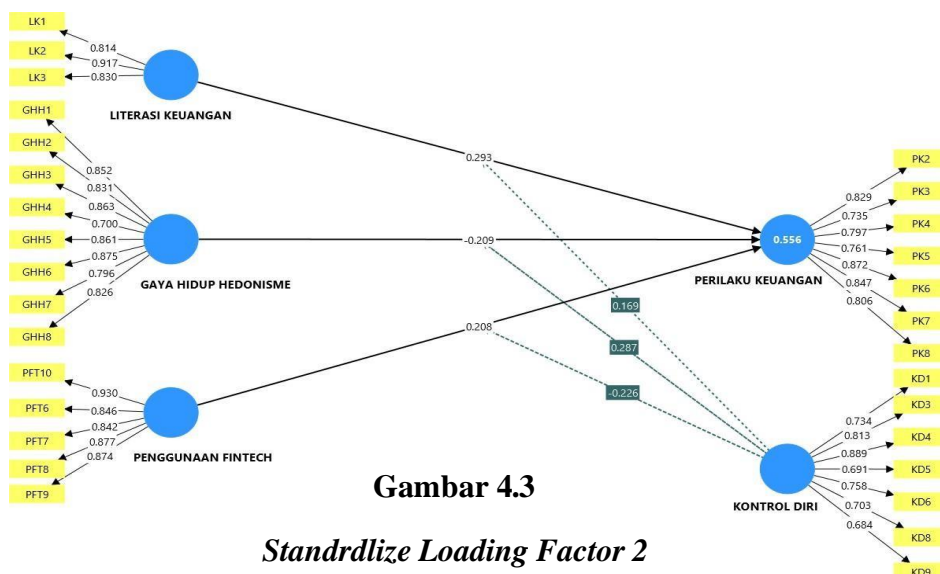 LK1
LK2
LK3
0.814
0.917
0.830
LITERASI KEUANGAN
GHH1
GHH2
GHH3
GHH4
GHH5
GHH6
GHH7
GHH8
0.852
0.831
0.863
0.700
0.861
0.875
0.796
0.826
GAYA HIDUP HEDONISME
PFT10
PFT6
PFT7
PFT8
PFT9
0.930
0.846
0.842
0.877
0.874
PENGGUNAAN FINTECH
0.293
-0.209
0.208
0.169
0.287
-0.226
0.556
PERILAKU KEUANGAN
0.829
0.735
0.797
0.761
0.872
0.847
0.806
PK2
PK3
PK4
PK5
PK6
PK7
PK8
KONTROL DIRI
0.734
0.813
0.889
0.691
0.758
0.703
0.684
KD1
KD3
KD4
KD5
KD6
KD8
KD9
Gambar 4.3
Standrdlize Loading Factor 2